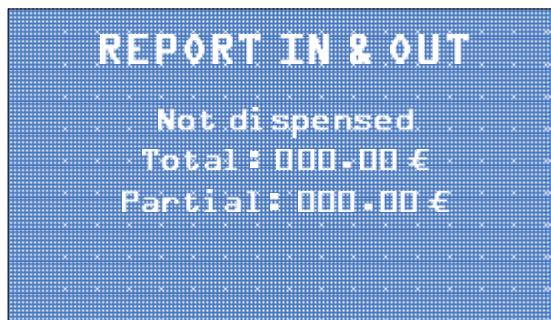 REPORT IN & OUT
Not dispensed
Total: 000.00 €
Partial: 000.00 €